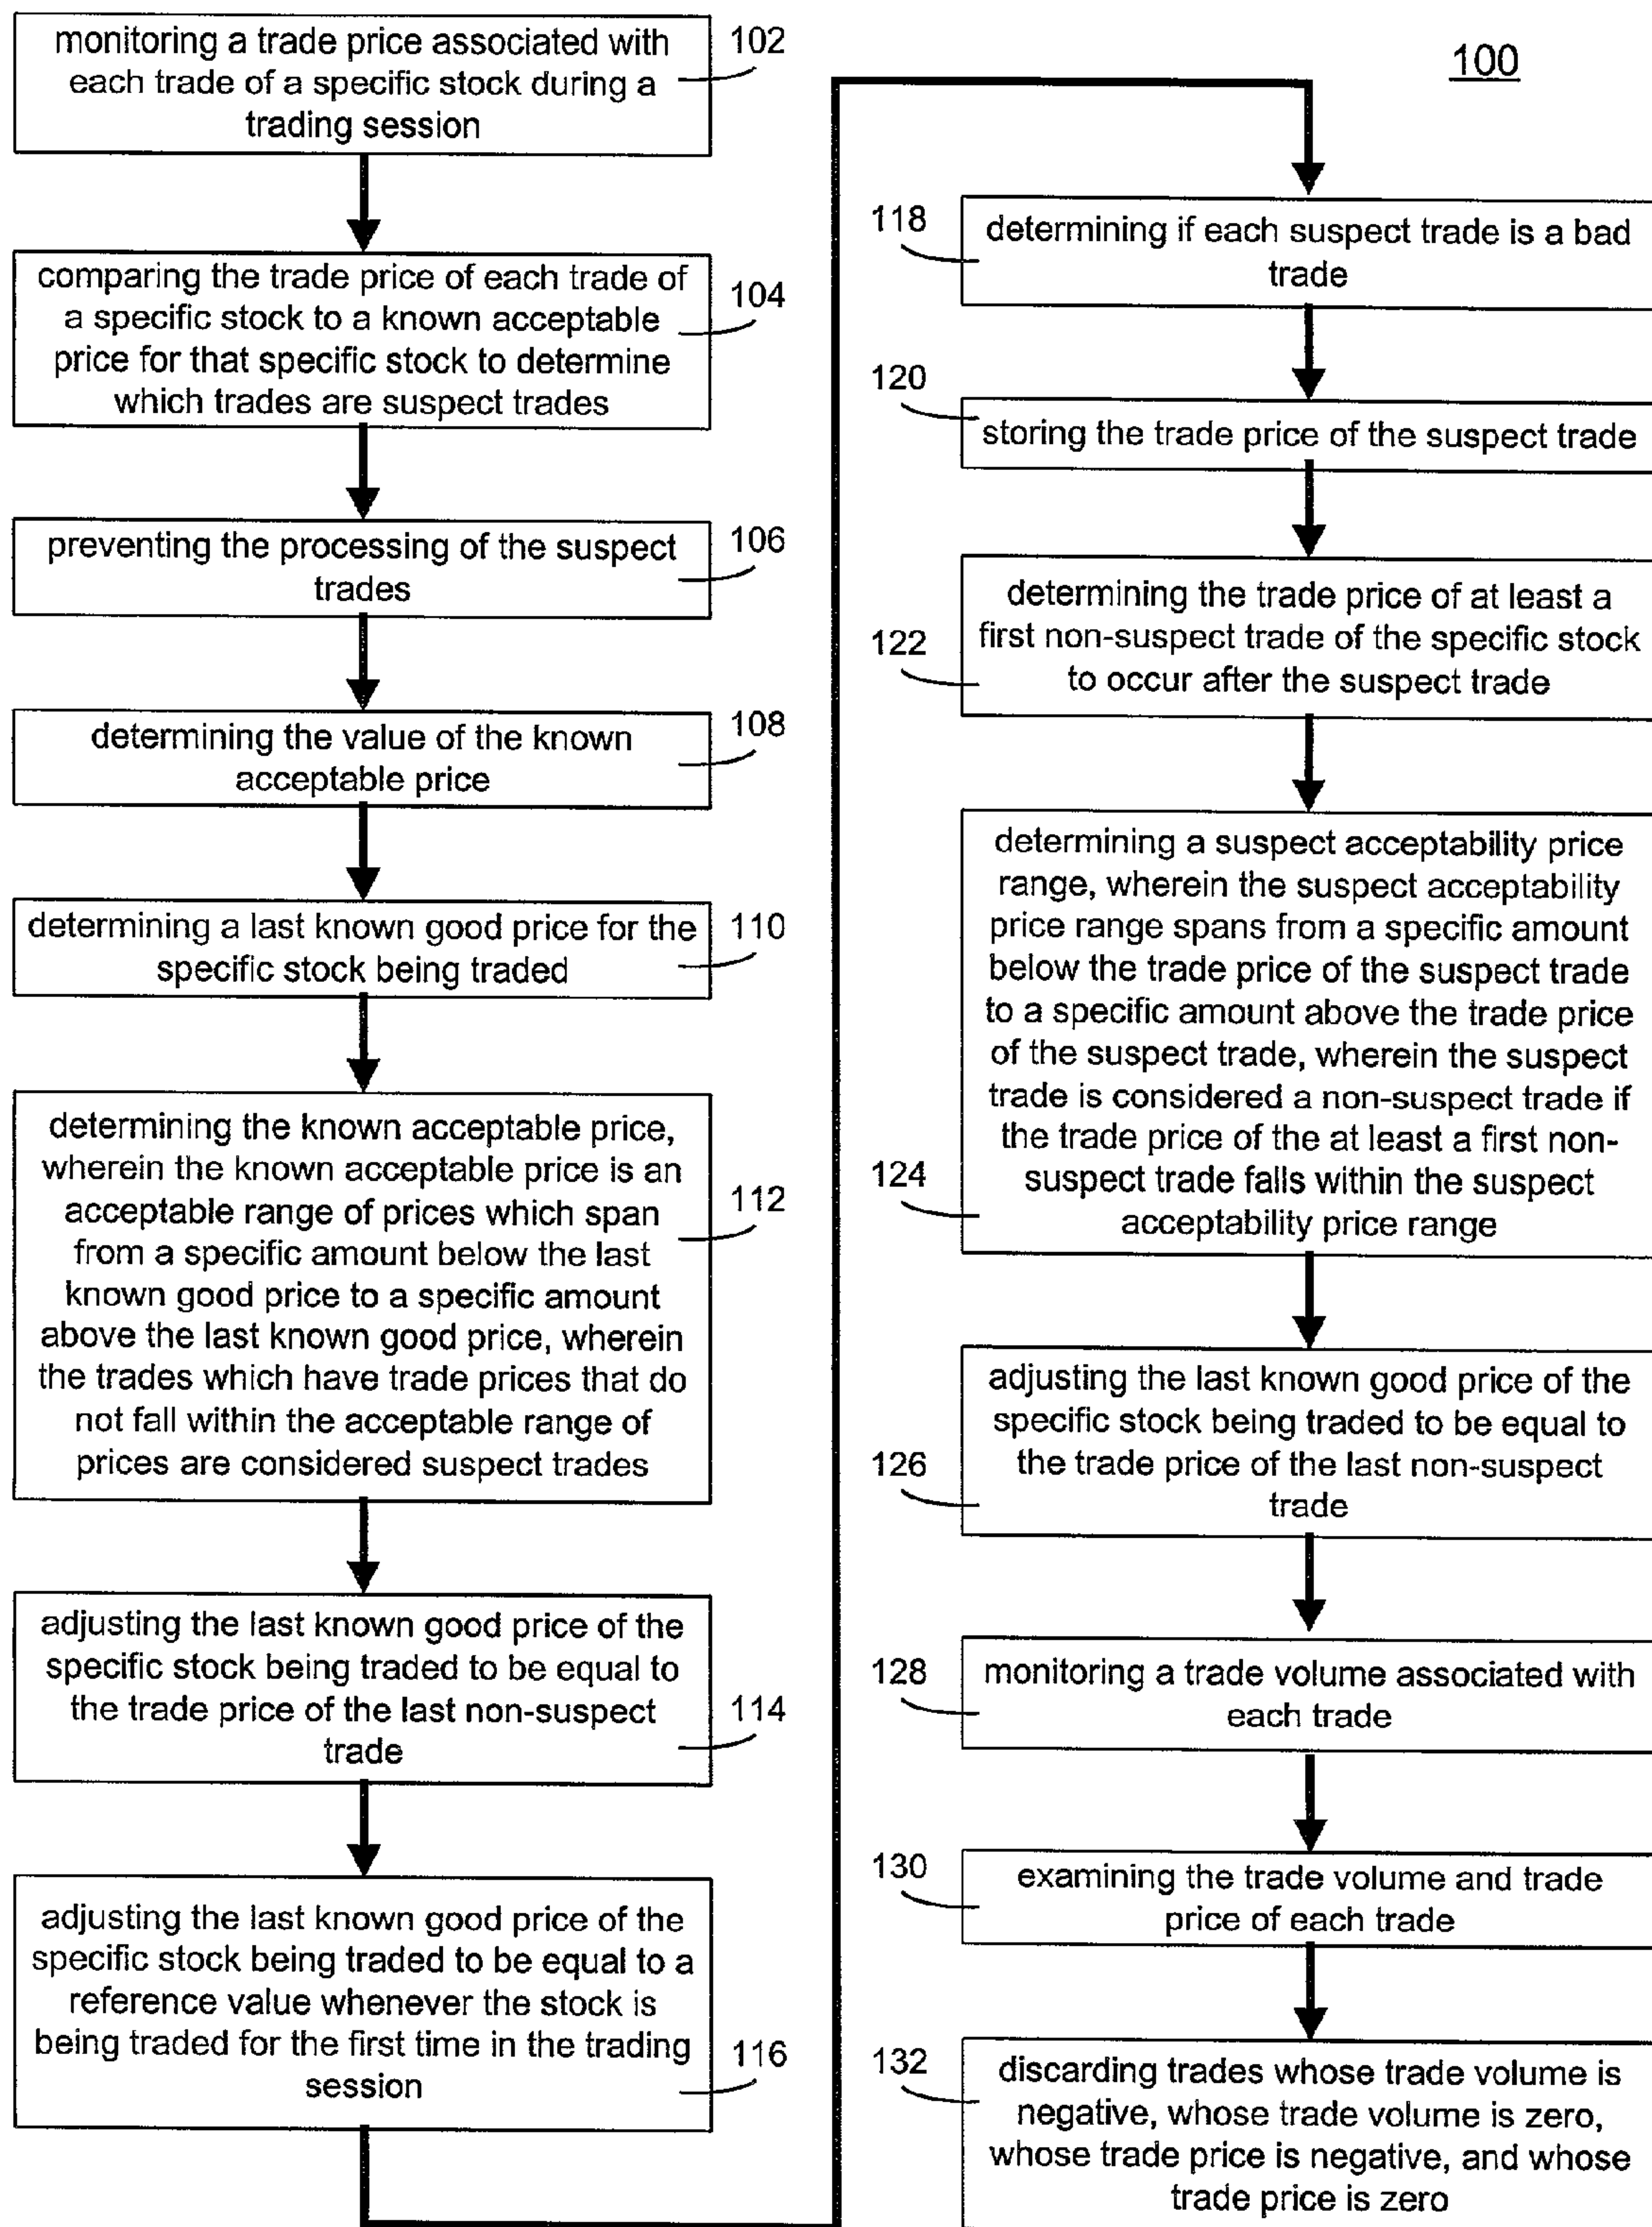 monitoring a trade price associated with
each trade of a specific stock during a
trading session
102
comparing the trade price of each trade of
a specific stock to a known acceptable
price for that specific stock to determine
which trades are suspect trades
104
preventing the processing of the suspect
trades
106
determining the value of the known
acceptable price
108
determining a last known good price for the
specific stock being traded
110
determining the known acceptable price,
wherein the known acceptable price is an
acceptable range of prices which span
from a specific amount below the last
known good price to a specific amount
above the last known good price, wherein
the trades which have trade prices that do
not fall within the acceptable range of
prices are considered suspect trades
112
adjusting the last known good price of the
specific stock being traded to be equal to
the trade price of the last non-suspect
trade
114
adjusting the last known good price of the
specific stock being traded to be equal to a
reference value whenever the stock is
being traded for the first time in the trading
session
116
100
118
determining if each suspect trade is a bad
trade
120
storing the trade price of the suspect trade
122
determining the trade price of at least a
first non-suspect trade of the specific stock
to occur after the suspect trade
124
determining a suspect acceptability price
range, wherein the suspect acceptability
price range spans from a specific amount
below the trade price of the suspect trade
to a specific amount above the trade price
of the suspect trade, wherein the suspect
trade is considered a non-suspect trade if
the trade price of the at least a first non-
suspect trade falls within the suspect
acceptability price range
126
adjusting the last known good price of the
specific stock being traded to be equal to
the trade price of the last non-suspect
trade
128
monitoring a trade volume associated with
each trade
130
examining the trade volume and trade
price of each trade
132
discarding trades whose trade volume is
negative, whose trade volume is zero,
whose trade price is negative, and whose
trade price is zero